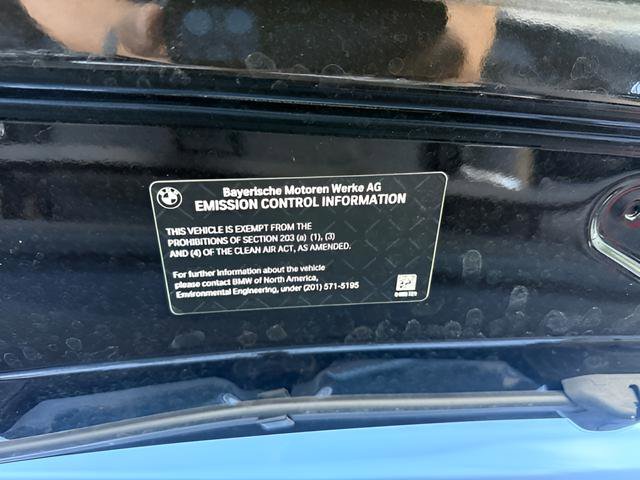 Bayerische Motoren Werke AG
EMISSION CONTROL INFORMATION
THIS VEHICLE IS EXEMPT FROM THE
PROHIBITIONS OF SECTION 203 (a) (1), (3)
AND (4) OF THE CLEAN AIR ACT, AS AMENDED.
For further Information about the vehicle
please contact BMW of North America,
Environmental Engineering, under (201) 571-5195